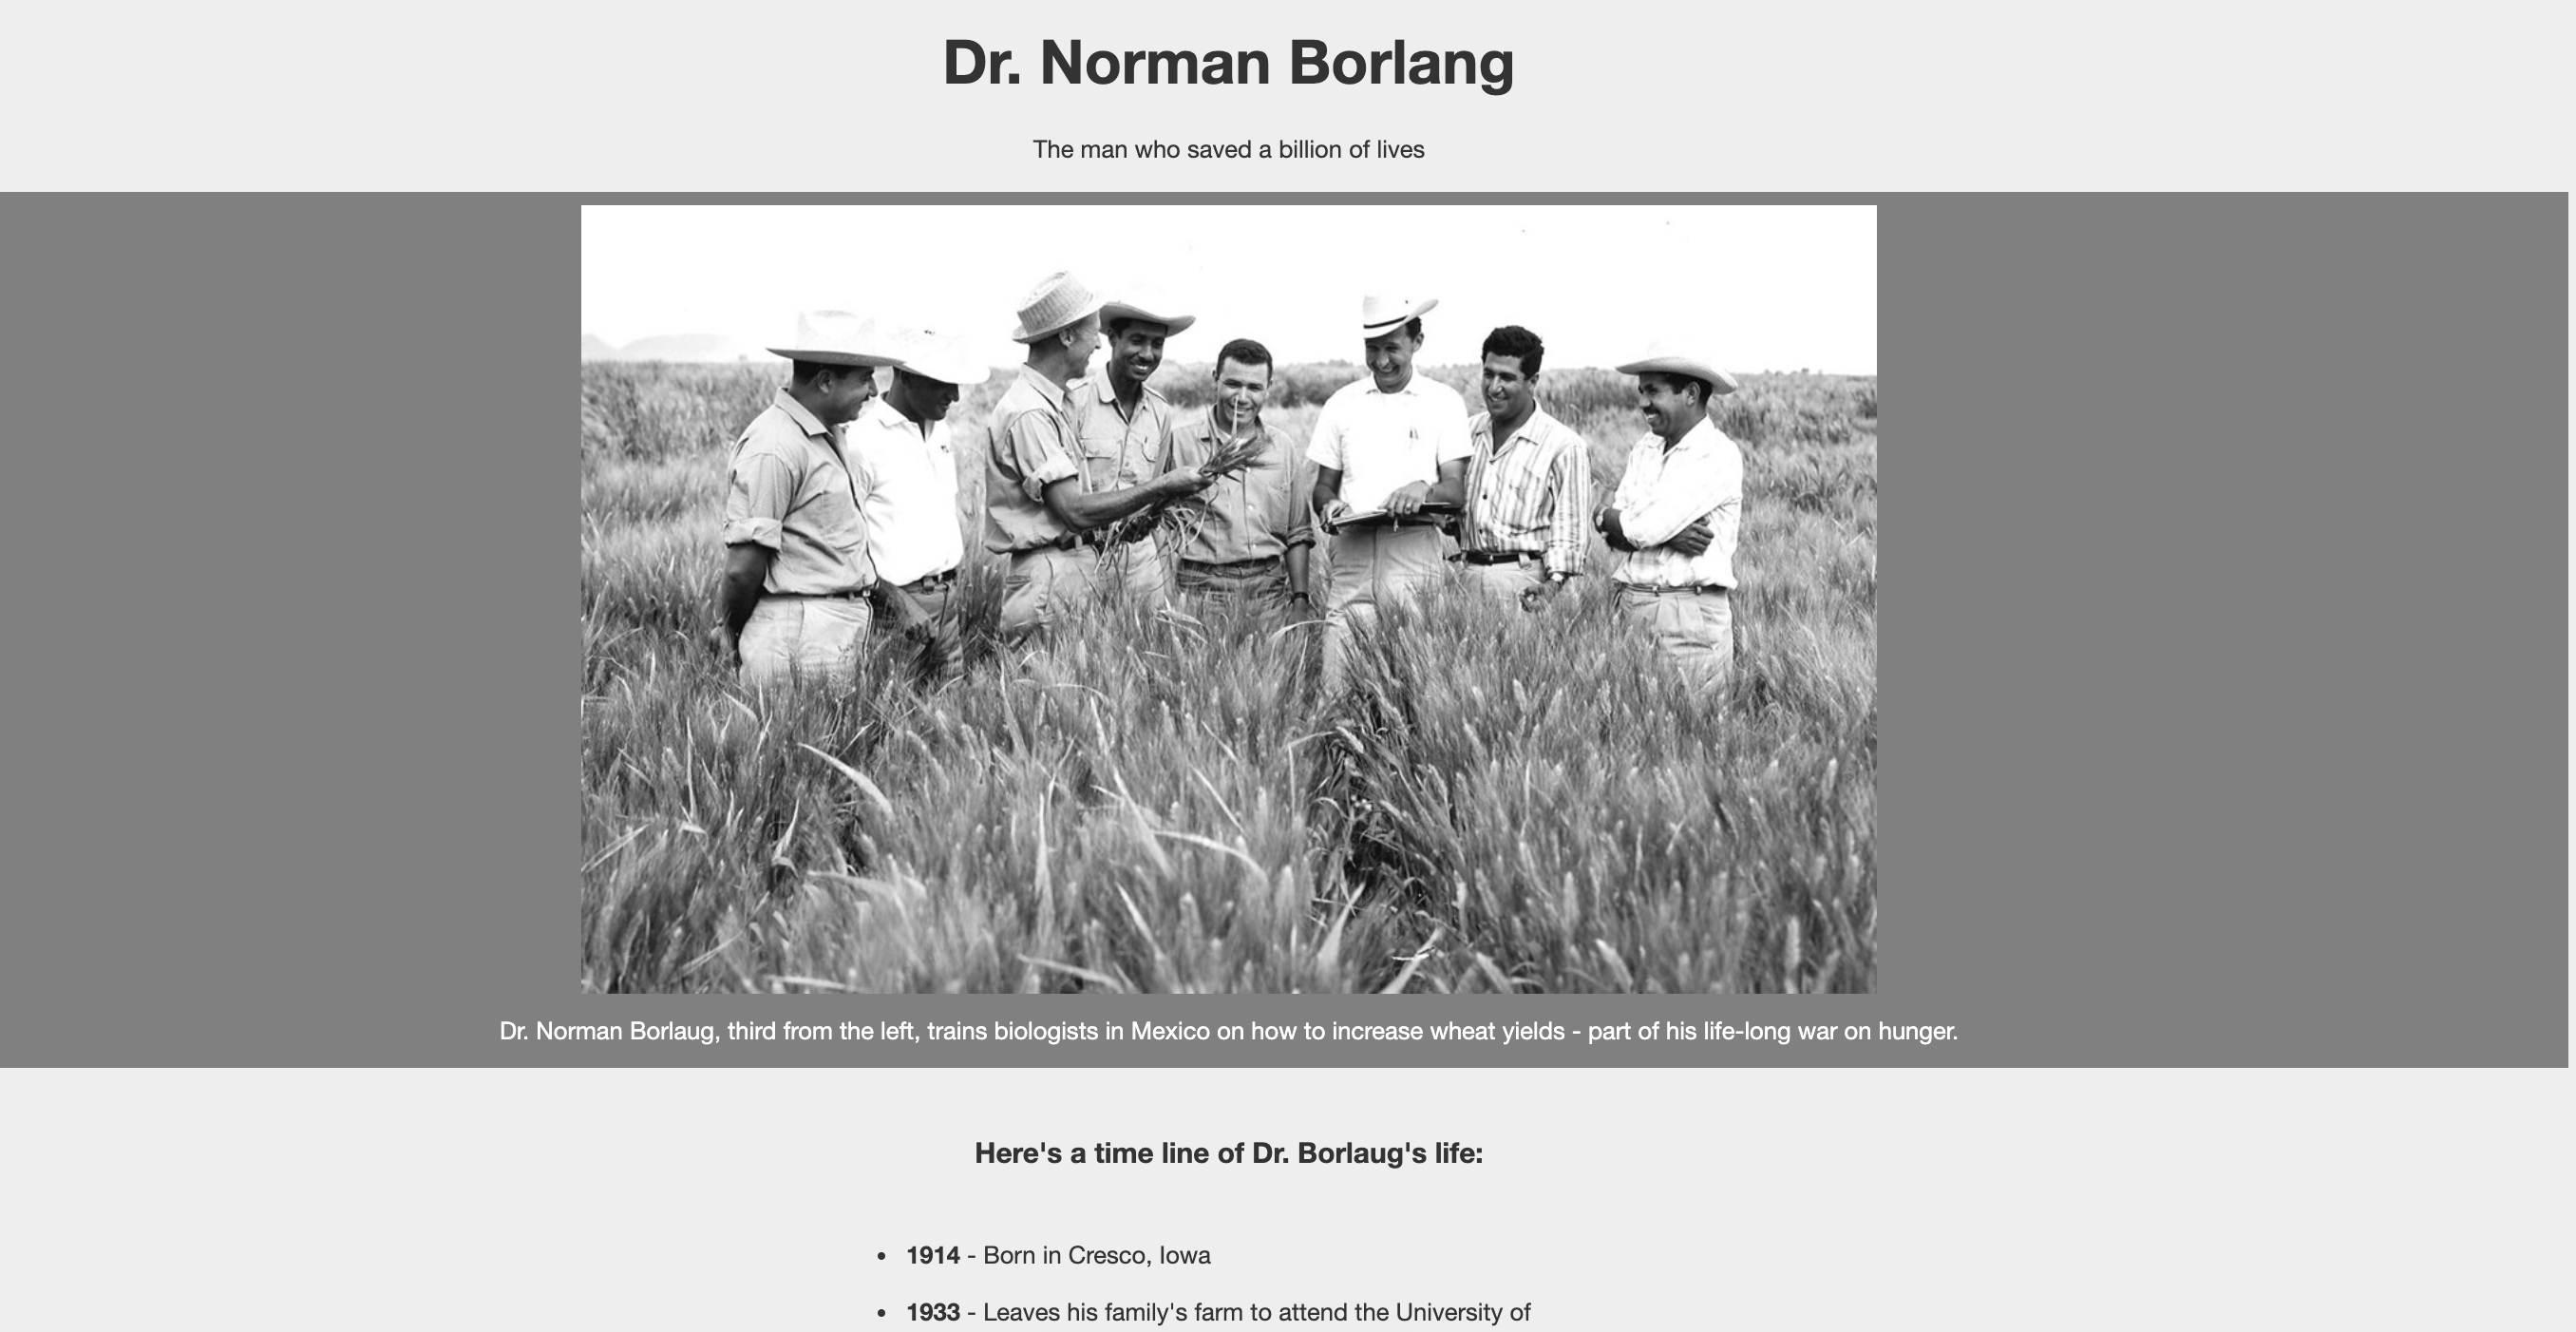 Dr. Norman Borlang
The man who saved a billion of lives
Dr. Norman Borlaug, third from the left, trains biologists in Mexico on how to increase wheat yields - part of his life-long war on hunger.
Here's a time line of Dr. Borlaug's life:
• 1914 - Born in Cresco, Iowa
• 1933 - Leaves his family's farm to attend the University of